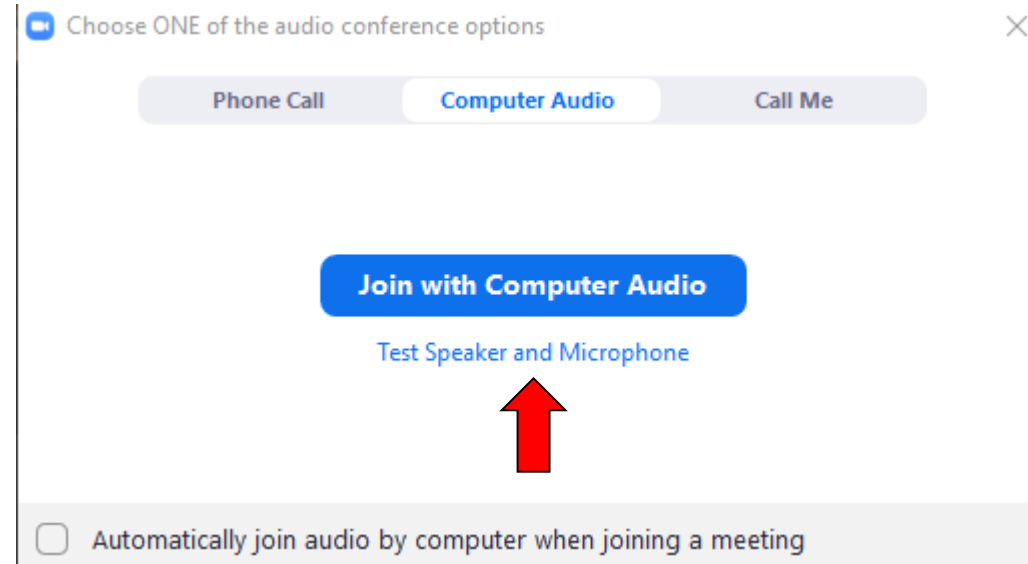 Choose ONE of the audio conference options
Phone Call Computer Audio Call Me
Join with Computer Audio
Test Speaker and Microphone
Automatically join audio by computer when joining a meeting